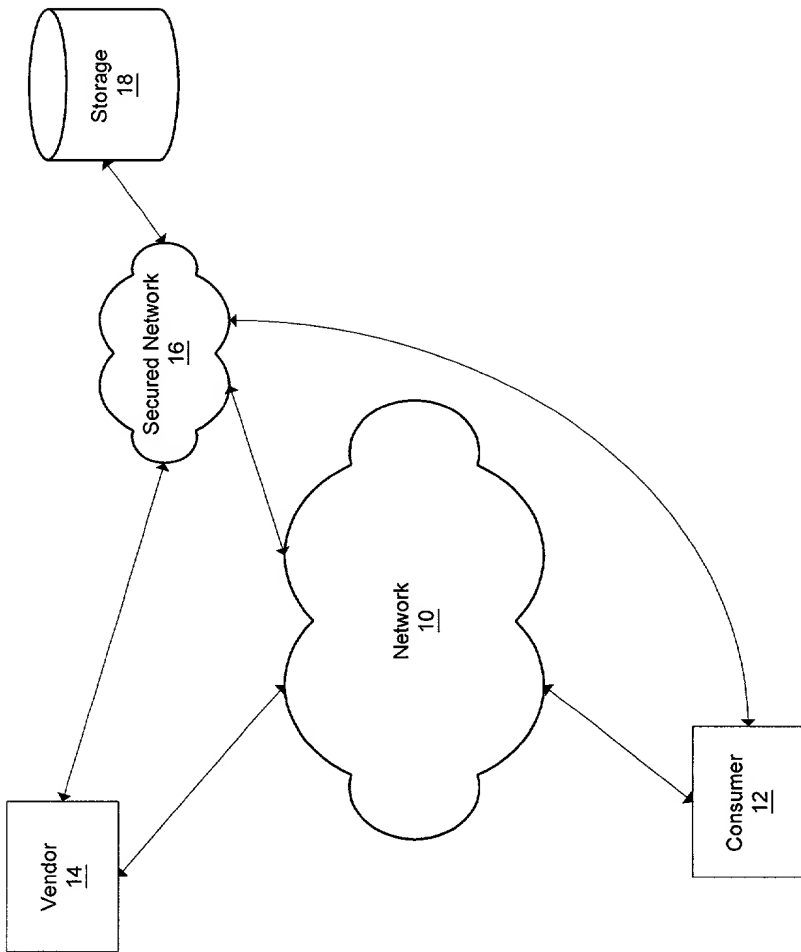 Vendor
14
Secured Network
16
Storage
18
Network
10
Consumer
12